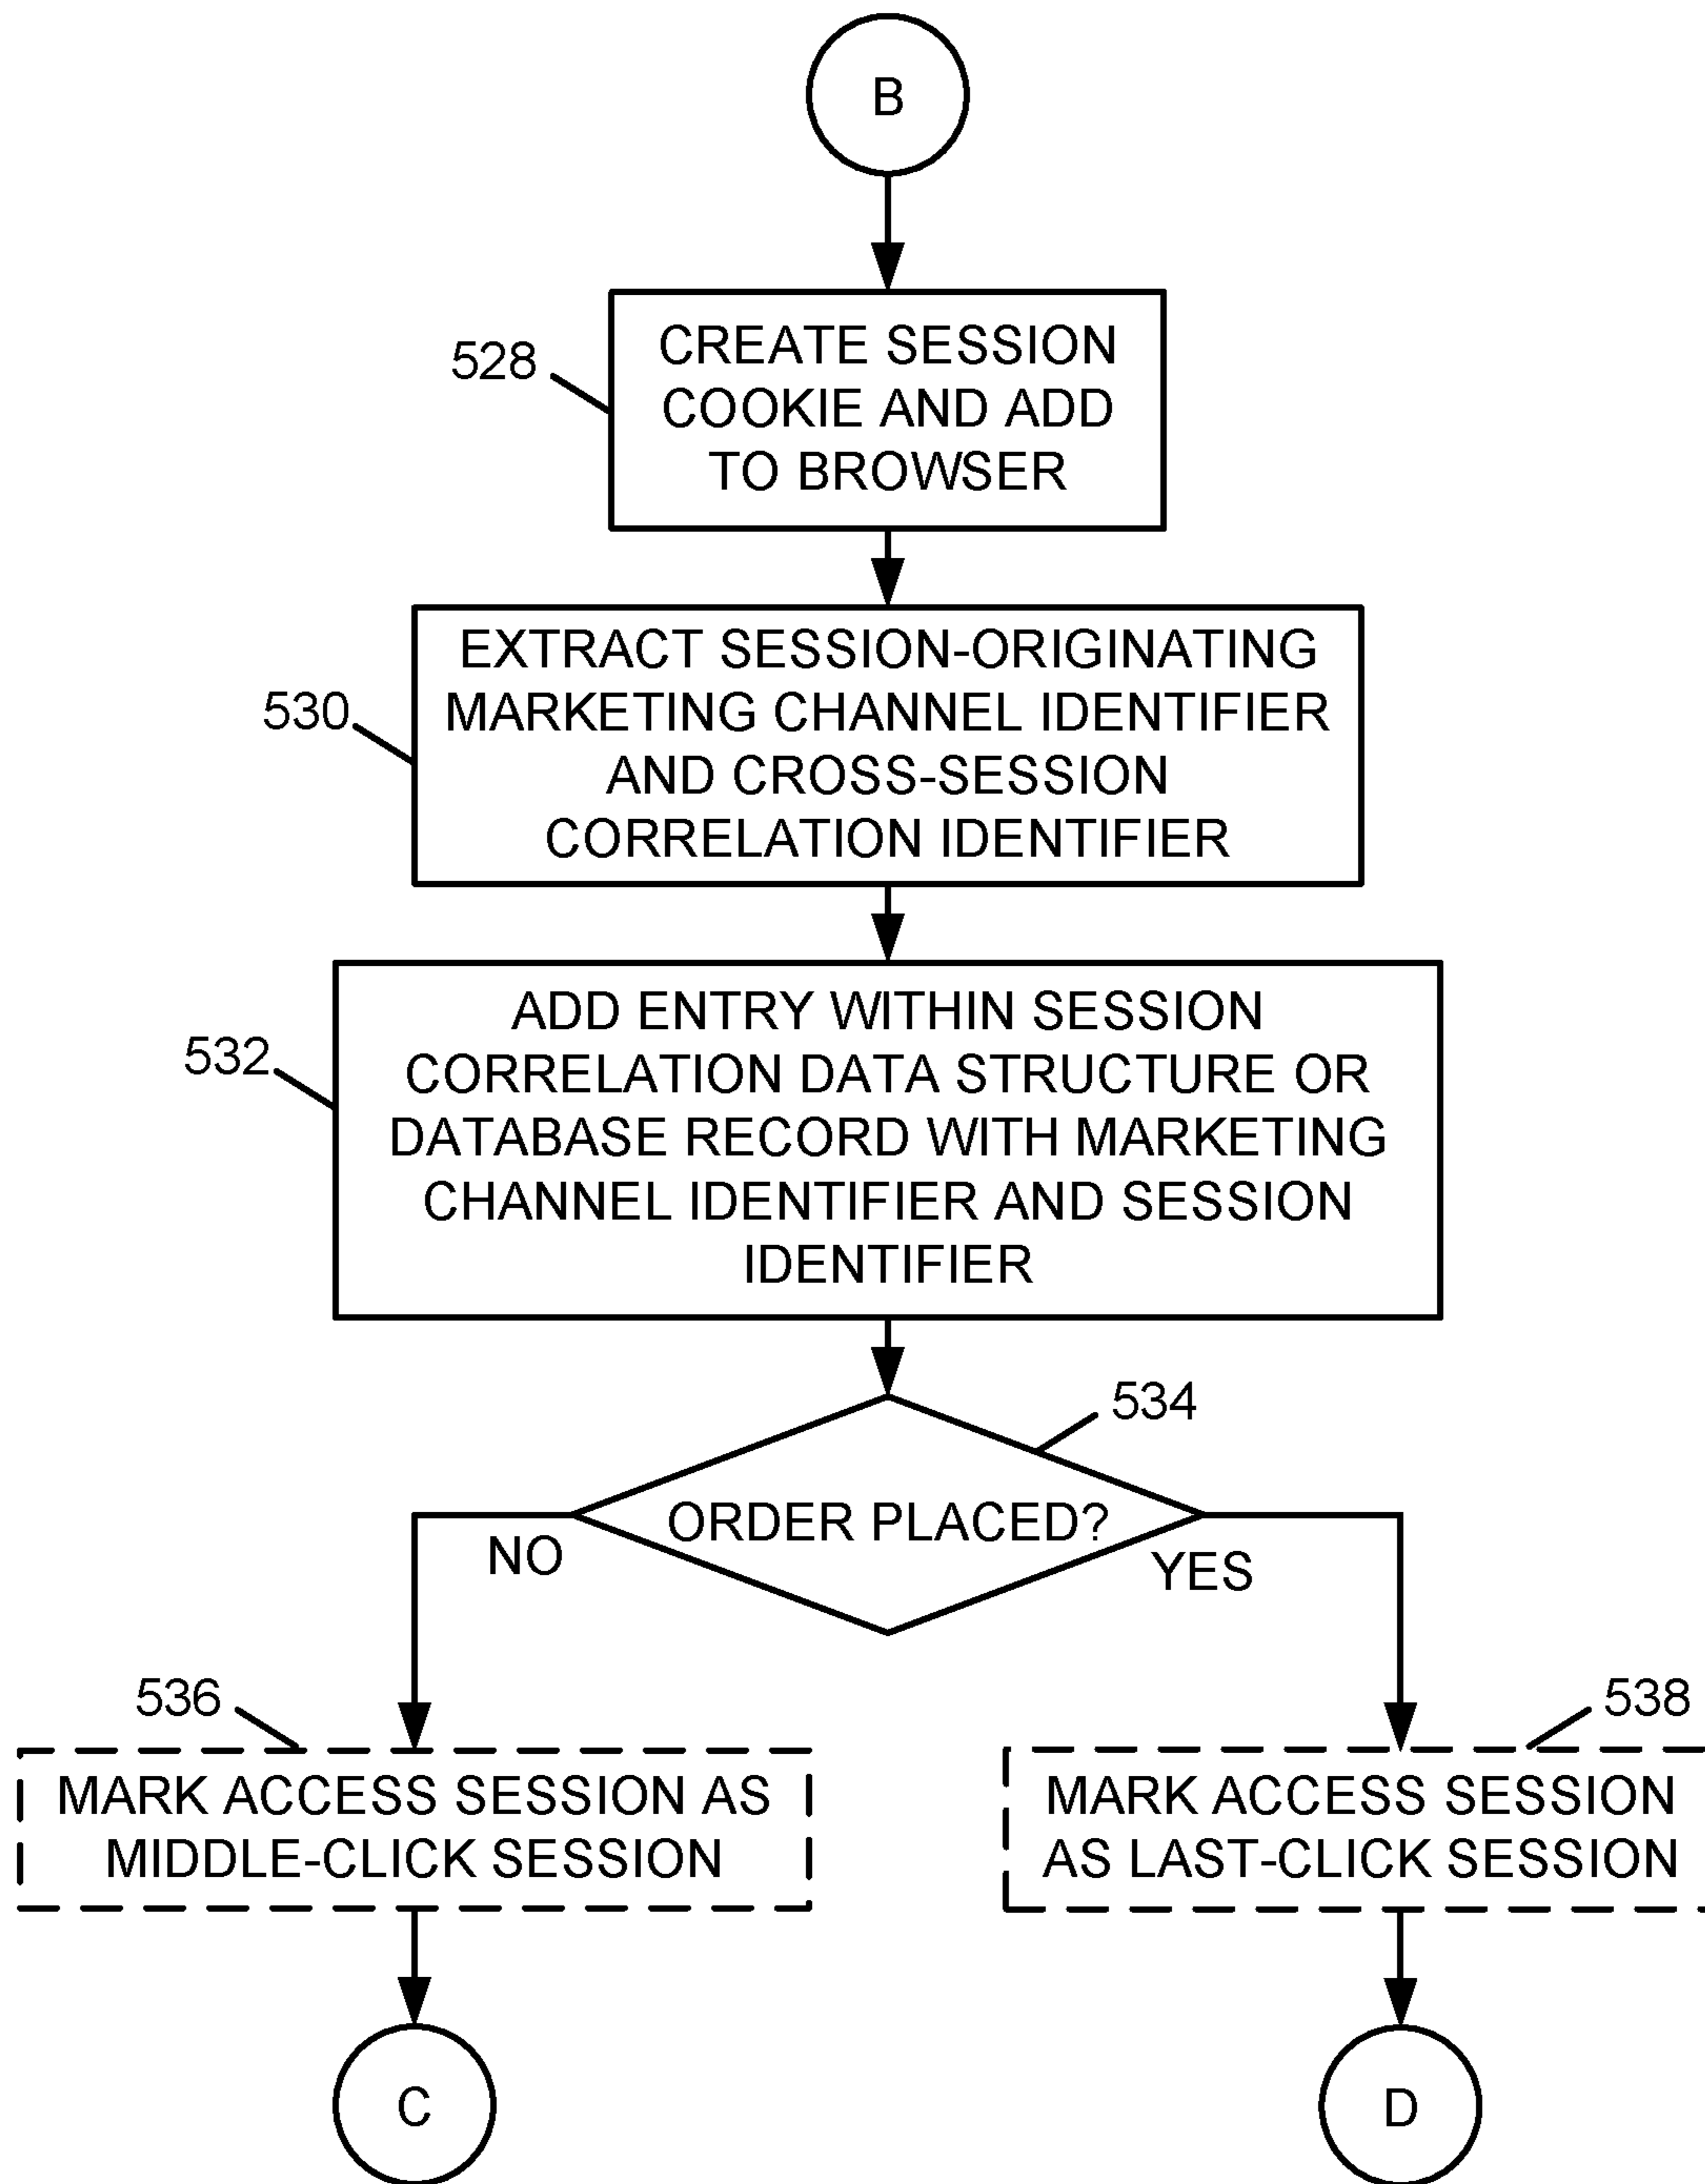 B
528
CREATE SESSION
COOKIE AND ADD
TO BROWSER
530
EXTRACT SESSION-ORIGINATING
MARKETING CHANNEL IDENTIFIER
AND CROSS-SESSION
CORRELATION IDENTIFIER
532
ADD ENTRY WITHIN SESSION
CORRELATION DATA STRUCTURE OR
DATABASE RECORD WITH MARKETING
CHANNEL IDENTIFIER AND SESSION
IDENTIFIER
534
ORDER PLACED?
NO
YES
536
MARK ACCESS SESSION AS
MIDDLE-CLICK SESSION
538
MARK ACCESS SESSION
AS LAST-CLICK SESSION
C
D